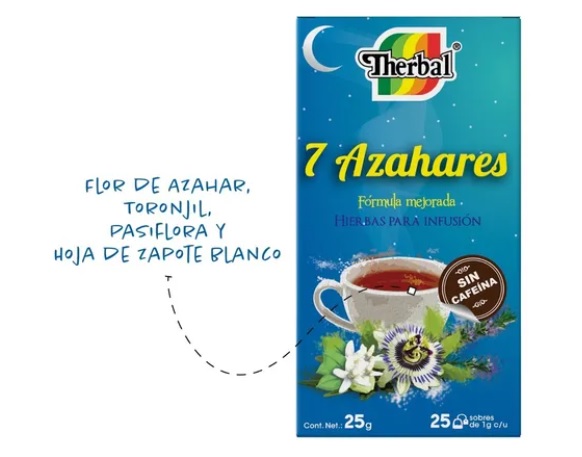 FLOR DE AZAHAR,
TORONJIL,
PASIFLORA Y
HOJA DE ZAPOTE BLANCO
Therbal®
7 Azahares
Fórmula mejorada
HIERBAS PARA INFUSIÓN
SIN
CAFEÍNA
Cont. Net.: 25g
25 sobres
de 1g c/u